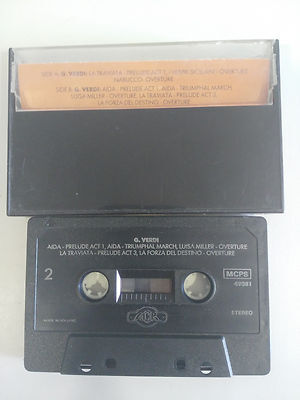 SIDE A: G. VERDI: LA TRAVIATA - PRELUDE ACT 1, VESPRI SICILIANI - OVERTURE
NABUCCO - OVERTURE
SIDE B: G. VERDI: AIDA - PRELUDE ACT 1, AIDA - TRIUMPHAL MARCH,
LUISA MILLER - OVERTURE, LA TRAVIATA - PRELUDE ACT 3,
LA FORZA DEL DESTINO - OVERTURE
G. VERDI
AIDA - PRELUDE ACT 1, AIDA - TRIUMPHAL MARCH, LUISA MILLER - OVERTURE
LA TRAVIATA - PRELUDE ACT 3, LA FORZA DEL DESTINO - OVERTURE
2
MCPS
STEREO
MADE IN HOLLAND